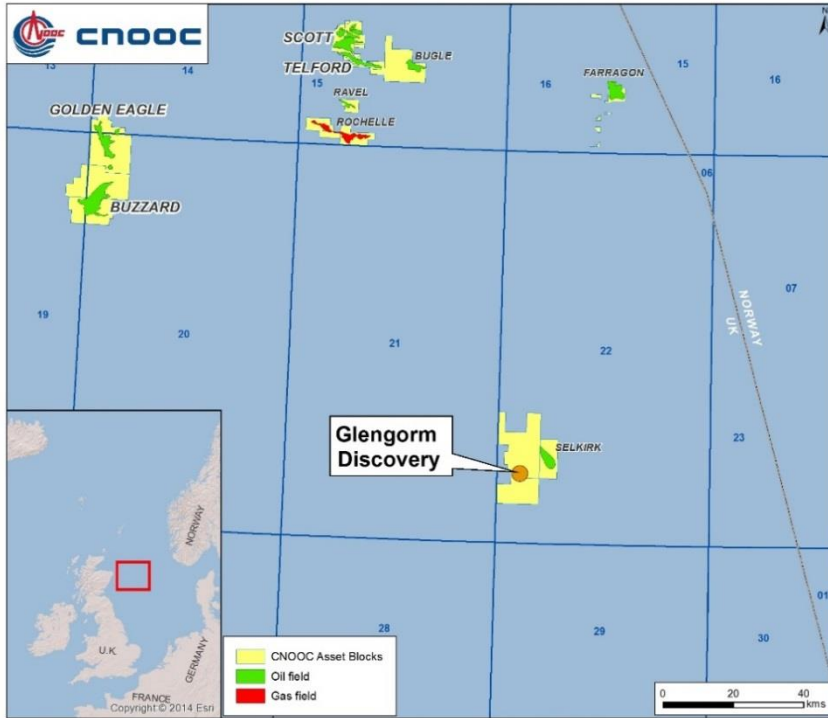 CNOOC
CNOOC
N
SCOTT
TELFORD
BUGLE
RAVEL
ROCHELLE
FARRAGON
GOLDEN EAGLE
BUZZARD
13
14
15
16
15
16
06
07
19
20
21
22
23
NORWAY
UK
Glengorm
Discovery
SELKIRK
28
29
30
01
NORWAY
U.K.
GERMANY
FRANCE
Copyright © 2014 Esri
CNOOC Asset Blocks
Oil field
Gas field
0 20 40
kms